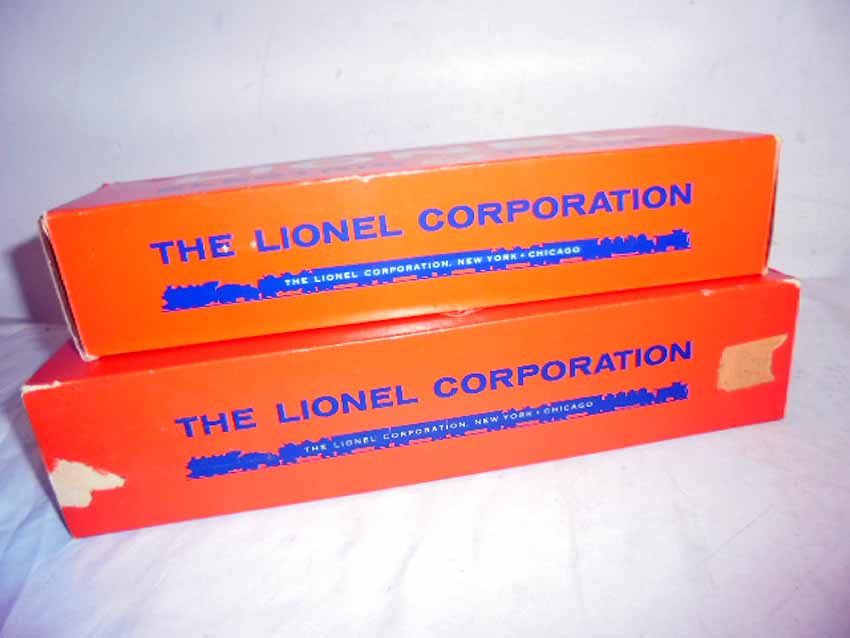 THE LIONEL CORPORATION
THE LIONEL CORPORATION, NEW YORK • CHICAGO
THE LIONEL CORPORATION
THE LIONEL CORPORATION, NEW YORK • CHICAGO